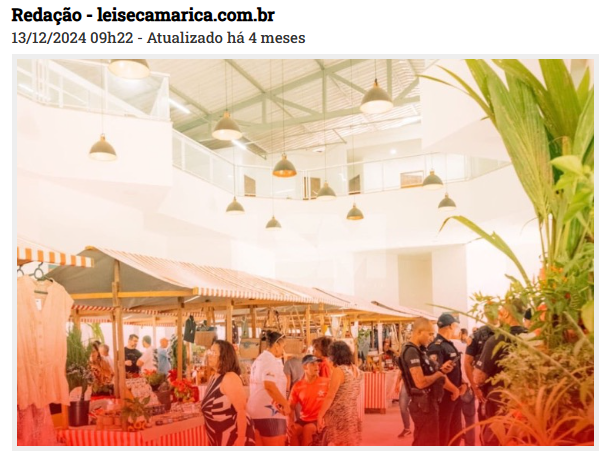 Redação - leisecamarica.com.br
13/12/2024 09h22 - Atualizado há 4 meses